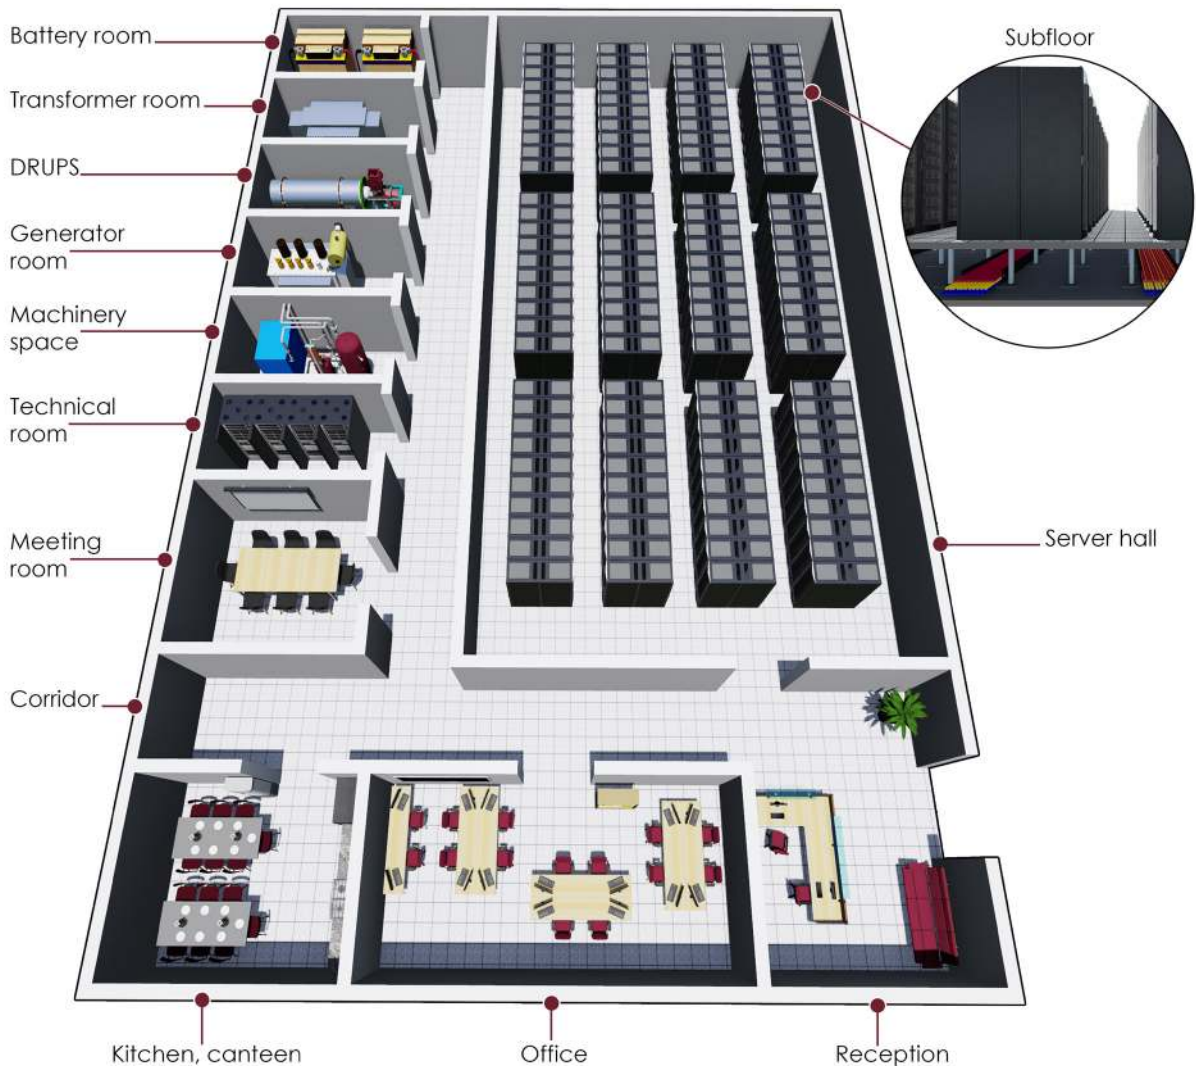 Battery room
Subfloor
Transformer room
DRUPS
Generator
room
Machinery
space
Technical
room
Meeting
room
Server hall
Corridor
Kitchen, canteen
Office
Reception